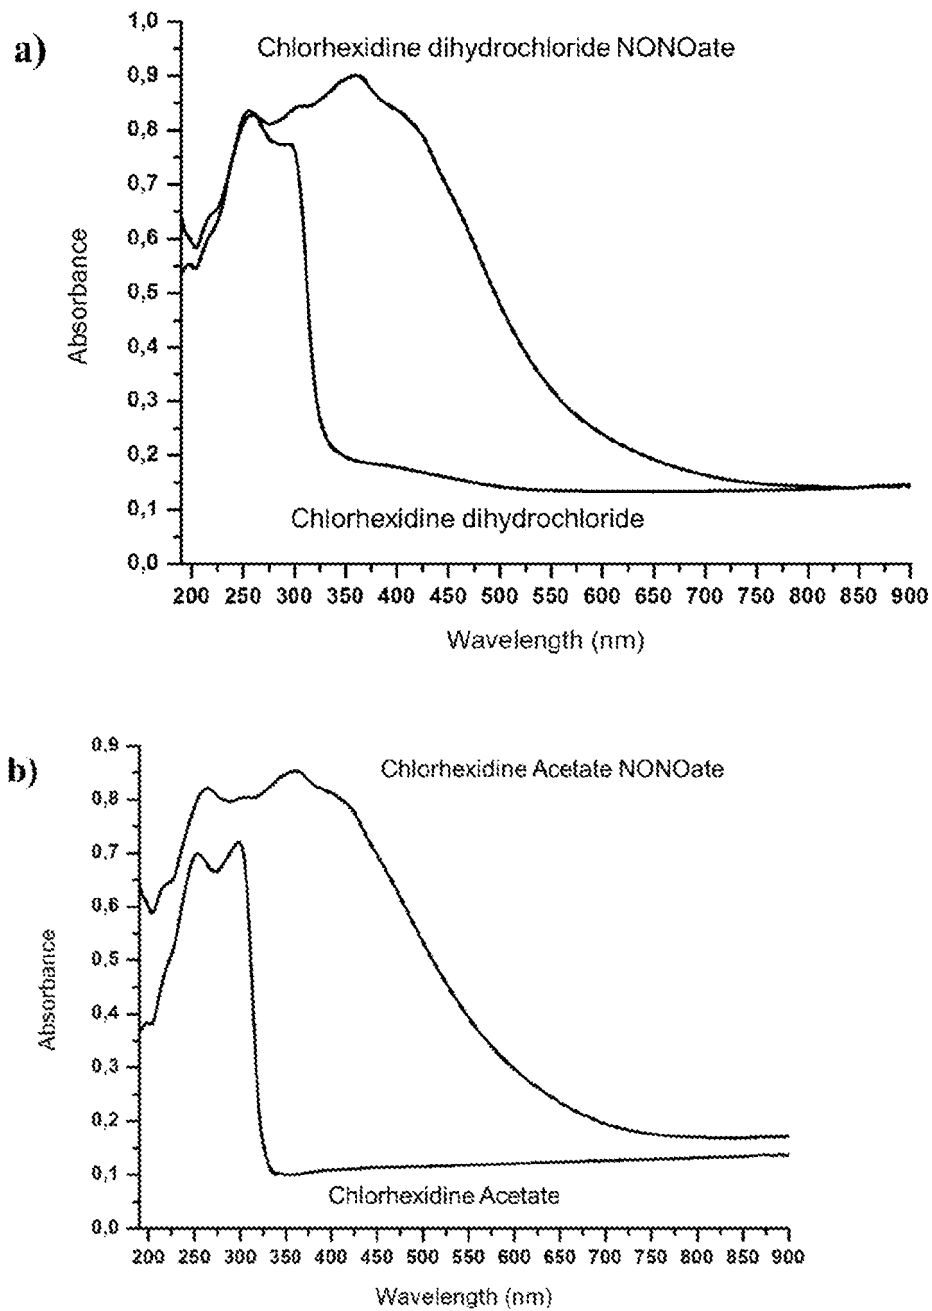 a)
Chlorhexidine dihydrochloride NONOate
1,0
0,9
0,8
0,7
0,6
0,5
0,4
0,3
0,2
0,1
0,0
Absorbance
Chlorhexidine dihydrochloride
200 250 300 350 400 450 500 550 600 650 700 750 800 850 900
Wavelength (nm)
b)
Chlorhexidine Acetate NONOate
0,9
0,8
0,7
0,6
0,5
0,4
0,3
0,2
0,1
0,0
Absorbance
Chlorhexidine Acetate
200 250 300 350 400 450 500 550 600 650 700 750 800 850 900
Wavelength (nm)